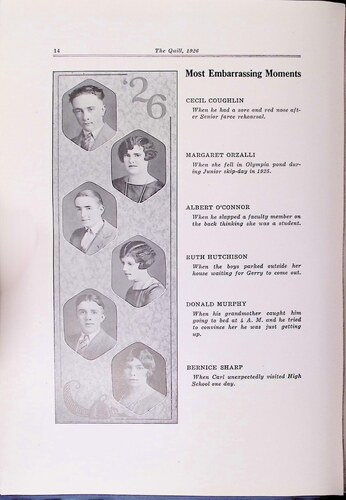 14
The Quill, 1926
'26
Most Embarrassing Moments
CECIL COUGHLIN
When he had a sore and red nose aft-
er Senior farce rehearsal.
MARGARET ORZALLI
When she fell in Olympia pond dur-
ing Junior skip-day in 1925.
ALBERT O'CONNOR
When he slapped a faculty member on
the back thinking she was a student.
RUTH HUTCHISON
When the boys parked outside her
house waiting for Gerry to come out.
DONALD MURPHY
When his grandmother caught him
going to bed at 4 A. M. and he tried
to convince her he was just getting
up.
BERNICE SHARP
When Carl unexpectedly visited High
School one day.